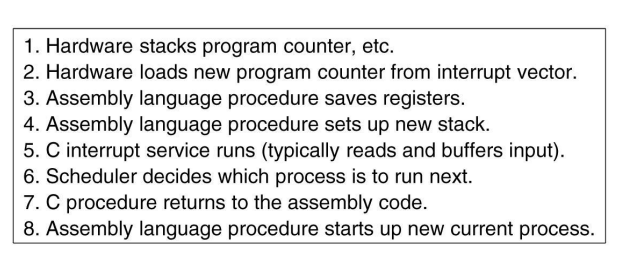 1. Hardware stacks program counter, etc.
2. Hardware loads new program counter from interrupt vector.
3. Assembly language procedure saves registers.
4. Assembly language procedure sets up new stack.
5. C interrupt service runs (typically reads and buffers input).
6. Scheduler decides which process is to run next.
7. C procedure returns to the assembly code.
8. Assembly language procedure starts up new current process.